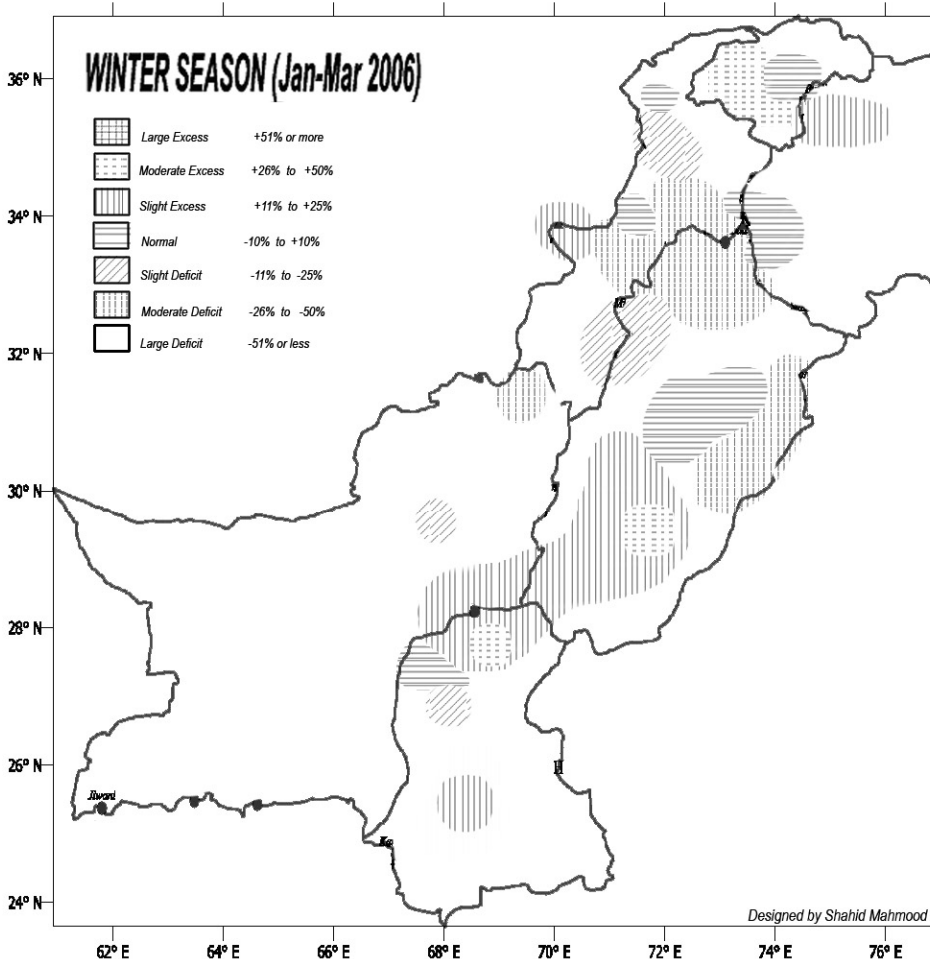 WINTER SEASON (Jan-Mar 2006)
Large Excess +51% or more
Moderate Excess +26% to +50%
Slight Excess +11% to +25%
Normal -10% to +10%
Slight Deficit -11% to -25%
Moderate Deficit -26% to -50%
Large Deficit -51% or less
36° N
34° N
32° N
30° N
28° N
26° N
24° N
Jiwani
Designed by Shahid Mahmood
62° E 64° E 66° E 68° E 70° E 72° E 74° E 76° E